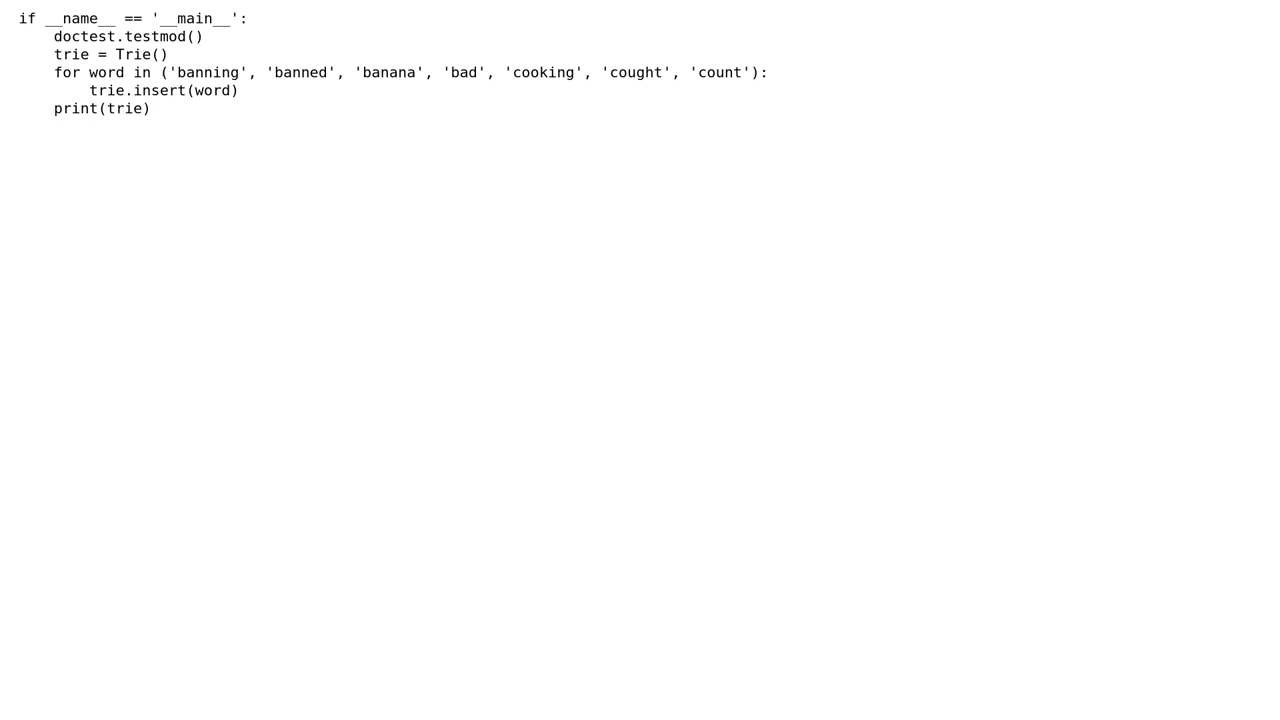 if __name__ == '__main__':
    doctest.testmod()
    trie = Trie()
    for word in ('banning', 'banned', 'banana', 'bad', 'cooking', 'cought', 'count'):
        trie.insert(word)
    print(trie)